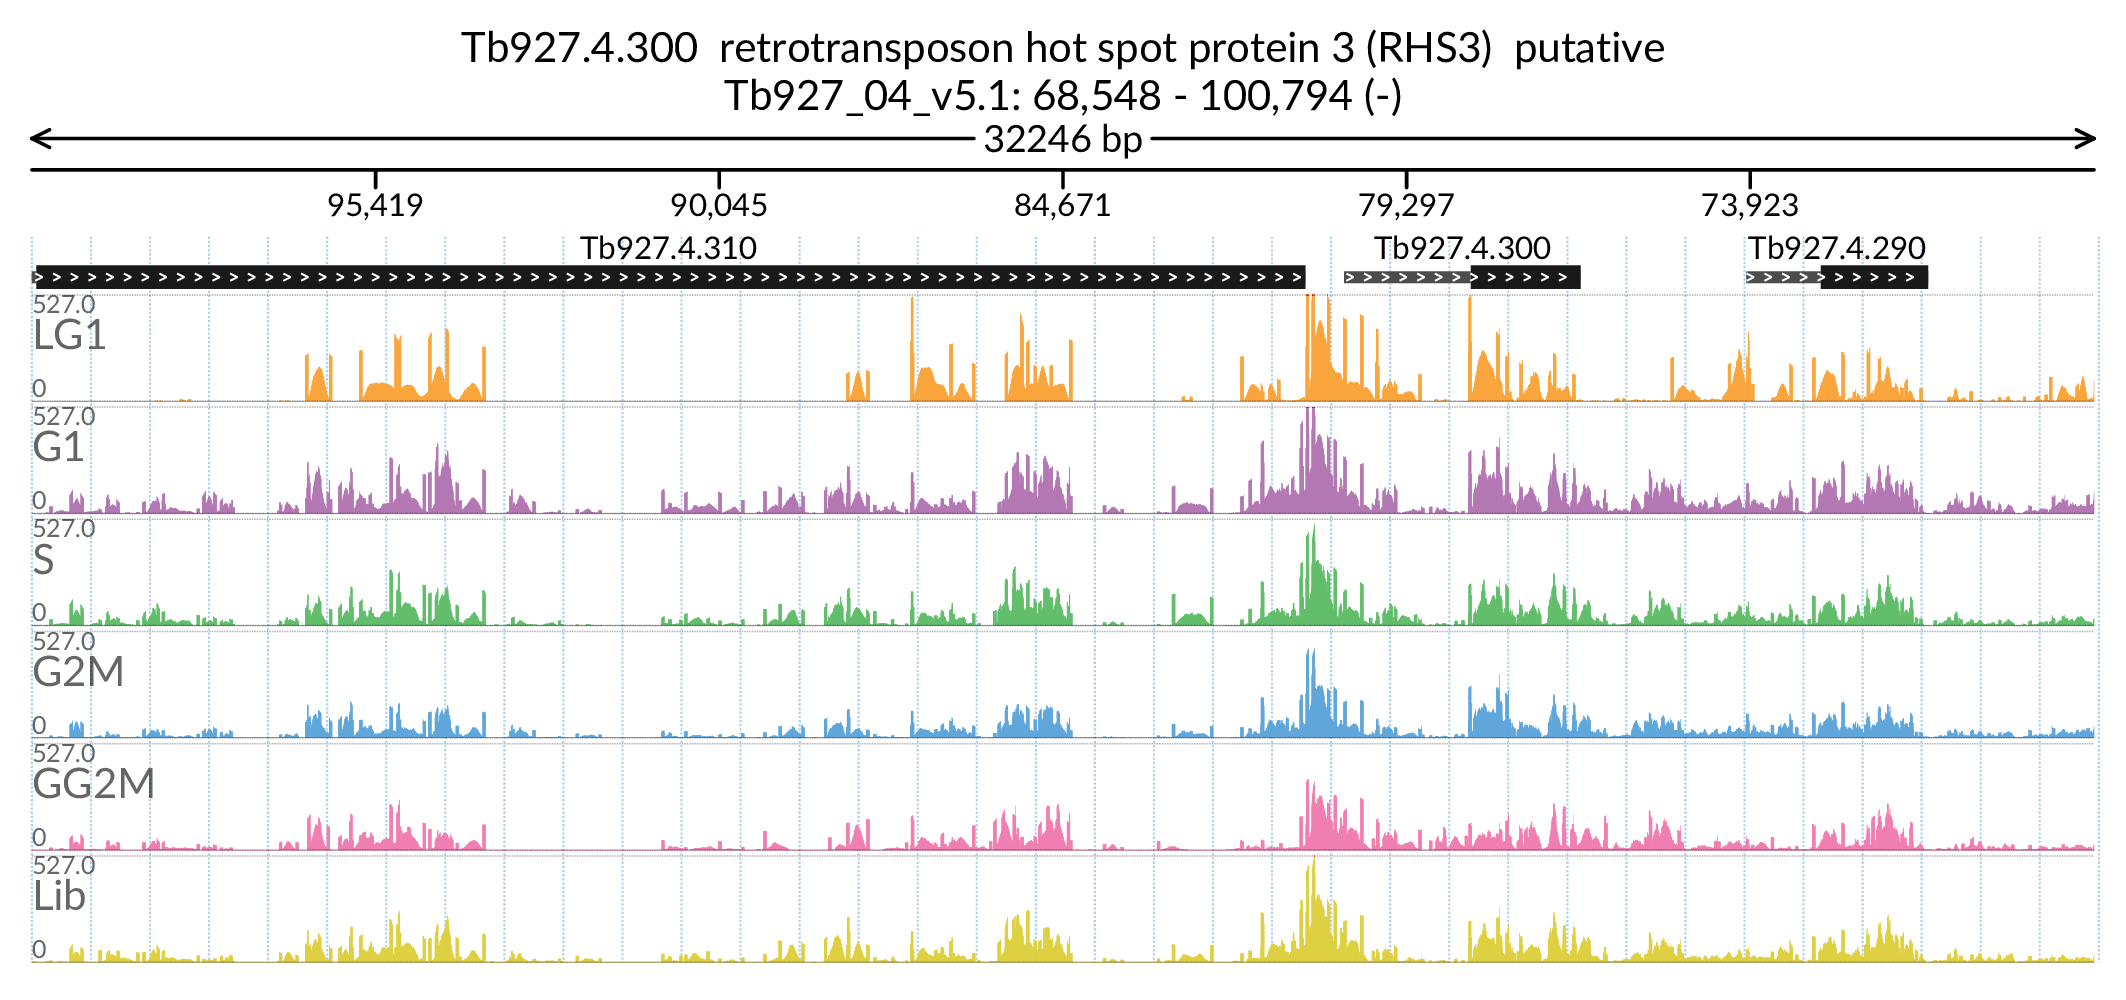 Tb927.4.300 retrotransposon hot spot protein 3 (RHS3) putative
Tb927_04_v5.1: 68,548 - 100,794 (-)
32246 bp
95,419 90,045 84,671 79,297 73,923
Tb927.4.310 Tb927.4.300 Tb927.4.290
527.0
LG1
0
527.0
G1
0
527.0
S
0
527.0
G2M
0
527.0
GG2M
0
527.0
Lib
0